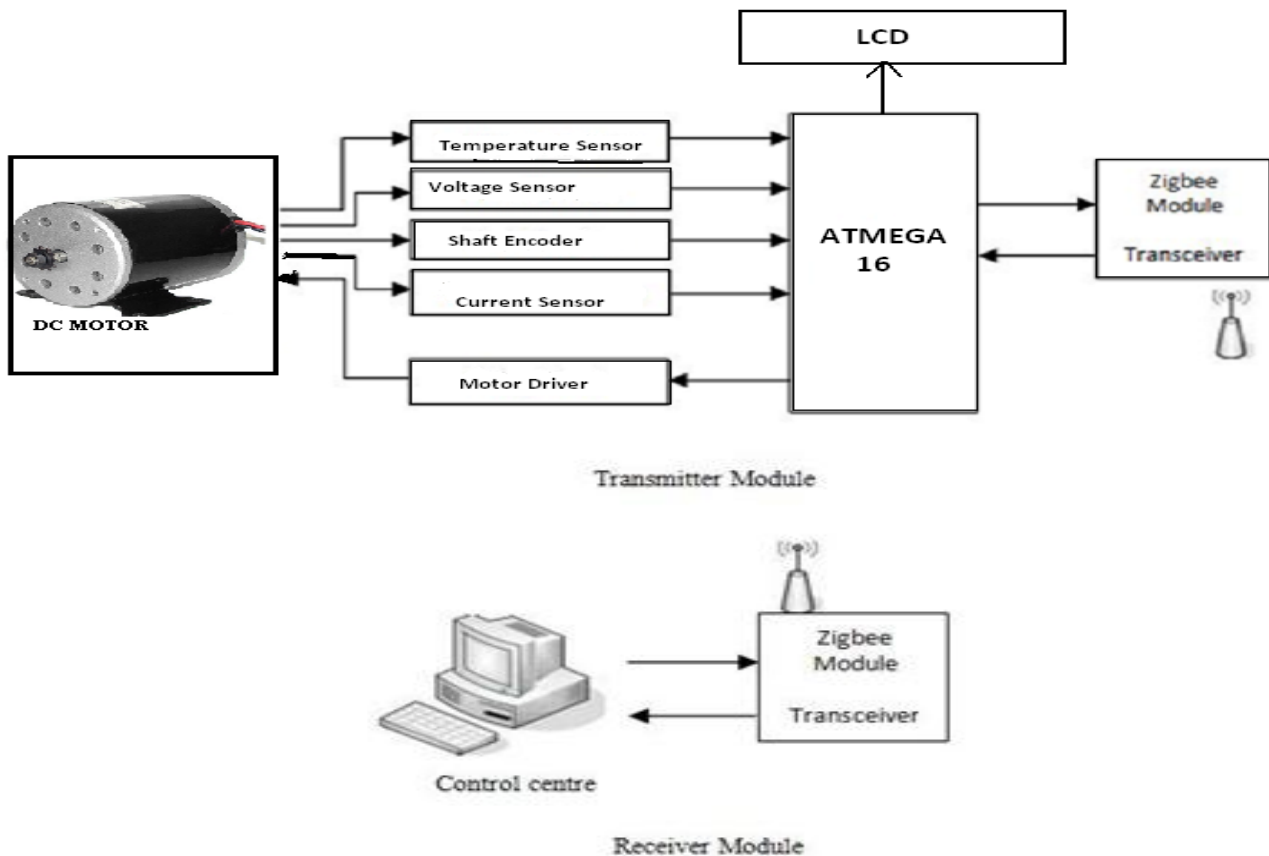 LCD
Temperature Sensor
Voltage Sensor
Shaft Encoder
Current Sensor
Motor Driver
DC MOTOR
ATMEGA
16
Zigbee
Module
Transceiver
Transmitter Module
Zigbee
Module
Transceiver
Control centre
Receiver Module